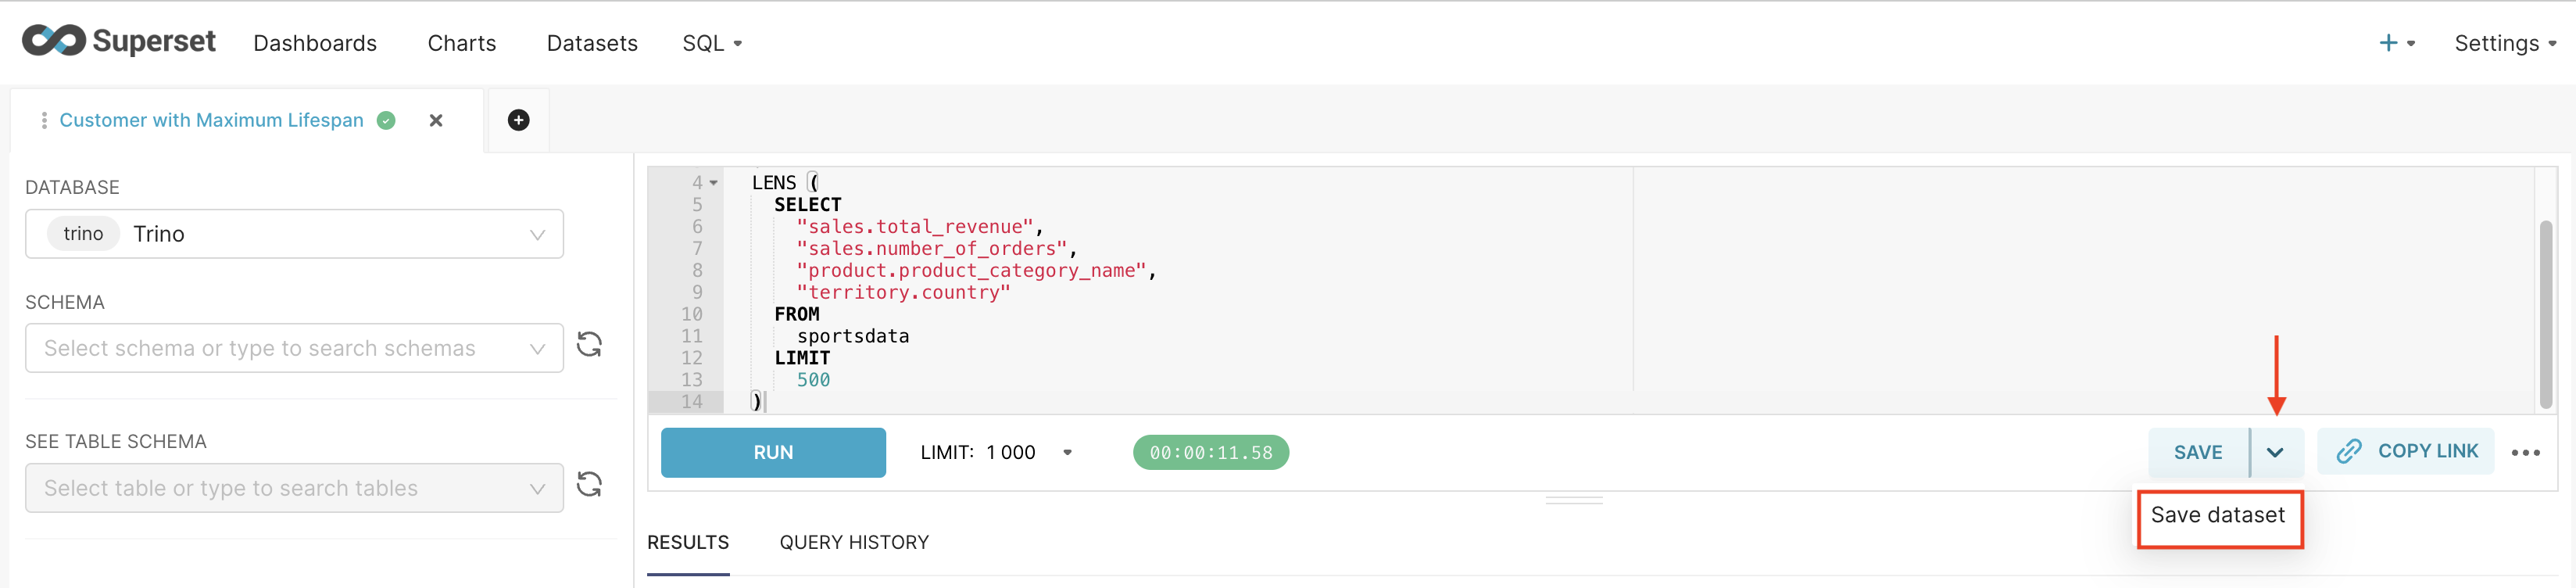 Superset Dashboards Charts Datasets SQL + Settings
Customer with Maximum Lifespan
DATABASE
trino Trino
SCHEMA
Select schema or type to search schemas
SEE TABLE SCHEMA
Select table or type to search tables
4 LENS (
5 SELECT
6 "sales.total_revenue",
7 "sales.number_of_orders",
8 "product.product_category_name",
9 "territory.country"
10 FROM
11 sportsdata
12 LIMIT
13 500
14 )
RUN LIMIT: 1 000 00:00:11.58 SAVE COPY LINK
Save dataset
RESULTS QUERY HISTORY